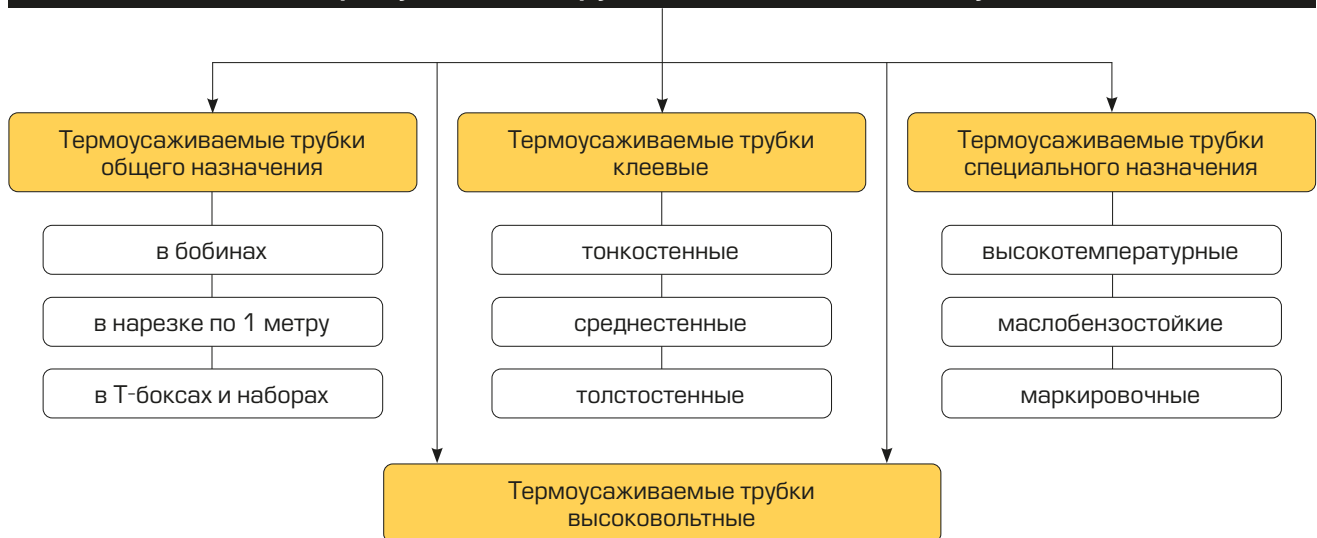 Термоусаживаемые трубки
общего назначения
в бобинах
в нарезке по 1 метру
в Т-боксах и наборах
Термоусаживаемые трубки
клеевые
тонкостенные
среднестенные
толстостенные
Термоусаживаемые трубки
специального назначения
высокотемпературные
маслобензостойкие
маркировочные
Термоусаживаемые трубки
высоковольтные